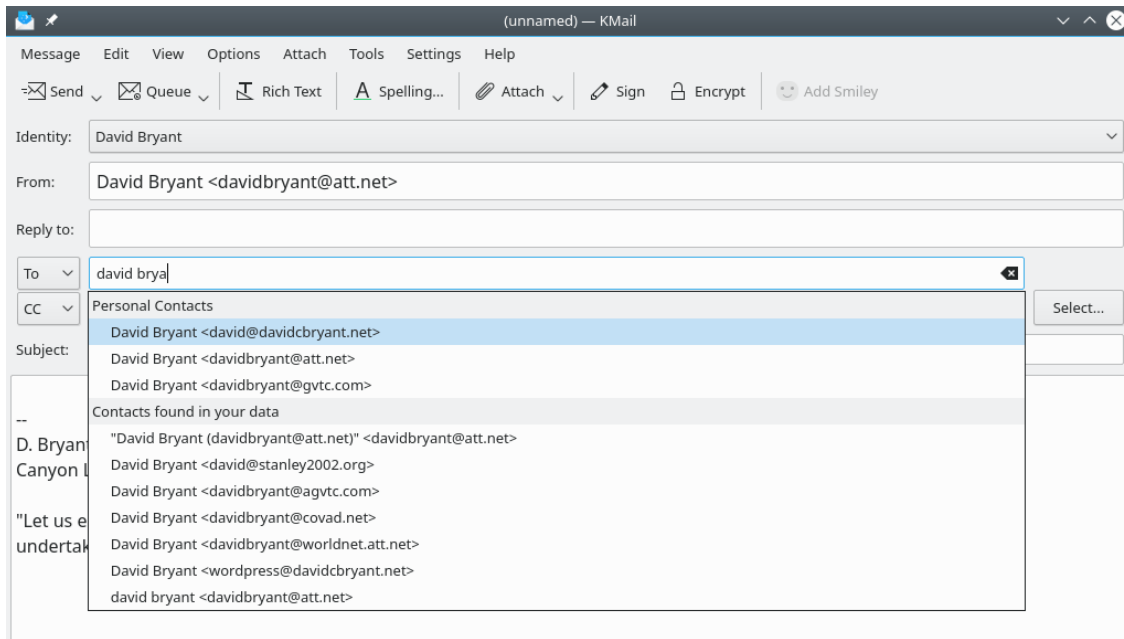 (unnamed) — KMail
Message Edit View Options Attach Tools Settings Help
Send Queue Rich Text Spelling... Attach Sign Encrypt Add Smiley
Identity: David Bryant
From: David Bryant <davidbryant@att.net>
Reply to:
To david brya
CC Select...
Personal Contacts
David Bryant <david@davidcbryant.net>
Subject:
David Bryant <davidbryant@att.net>
David Bryant <davidbryant@gvtc.com>
Contacts found in your data
--
"David Bryant (davidbryant@att.net)" <davidbryant@att.net>
D. Bryant
David Bryant <david@stanley2002.org>
Canyon L
David Bryant <davidbryant@agvtc.com>
"Let us e
David Bryant <davidbryant@covad.net>
undertak
David Bryant <davidbryant@worldnet.att.net>
David Bryant <wordpress@davidcbryant.net>
david bryant <davidbryant@att.net>